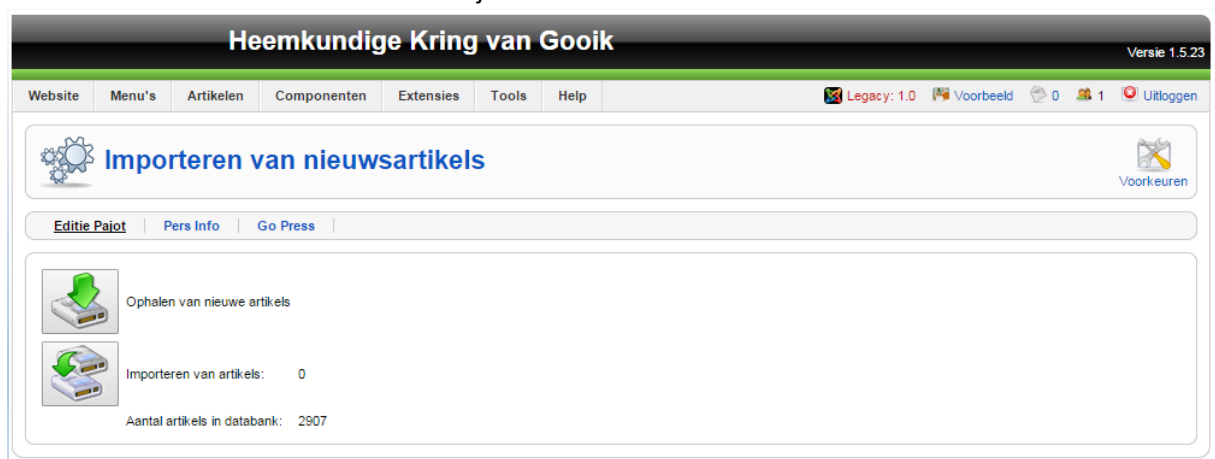 Heemkundige Kring van Gooik
Versie 1.5.23
Website Menu's Artikelen Componenten Extensies Tools Help Legacy: 1.0 Voorbeeld 0 1 Uitloggen
Importeren van nieuwsartikels
Voorkeuren
Editie Pajot Pers Info Go Press
Ophalen van nieuwe artikels
Importeren van artikels: 0
Aantal artikels in databank: 2907